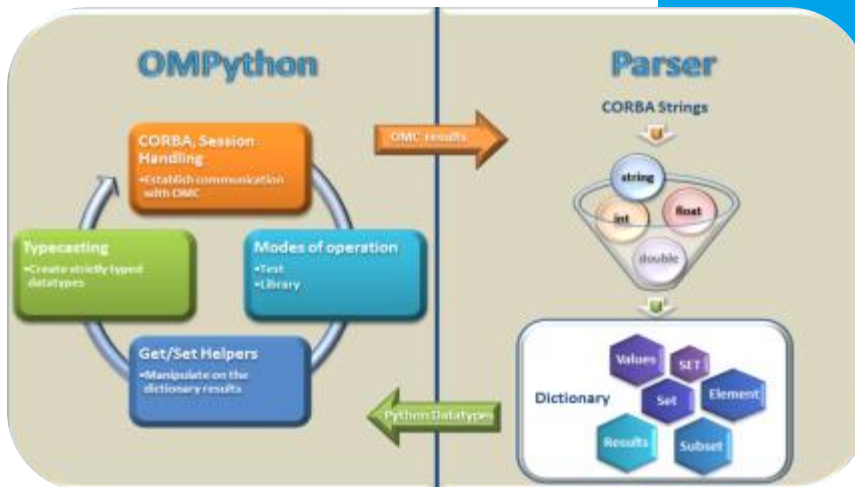 OMPython
CORBA, Session
Handling
•Establish communication
with OMC
Typecasting
•Create strictly typed
datatypes
Modes of operation
•Test
•Library
Get/Set Helpers
•Manipulate on the
dictionary results
OMC results
Python Datatypes
Parser
CORBA Strings
string
int
float
double
Dictionary
Values
SET
Set
Element
Results
Subset